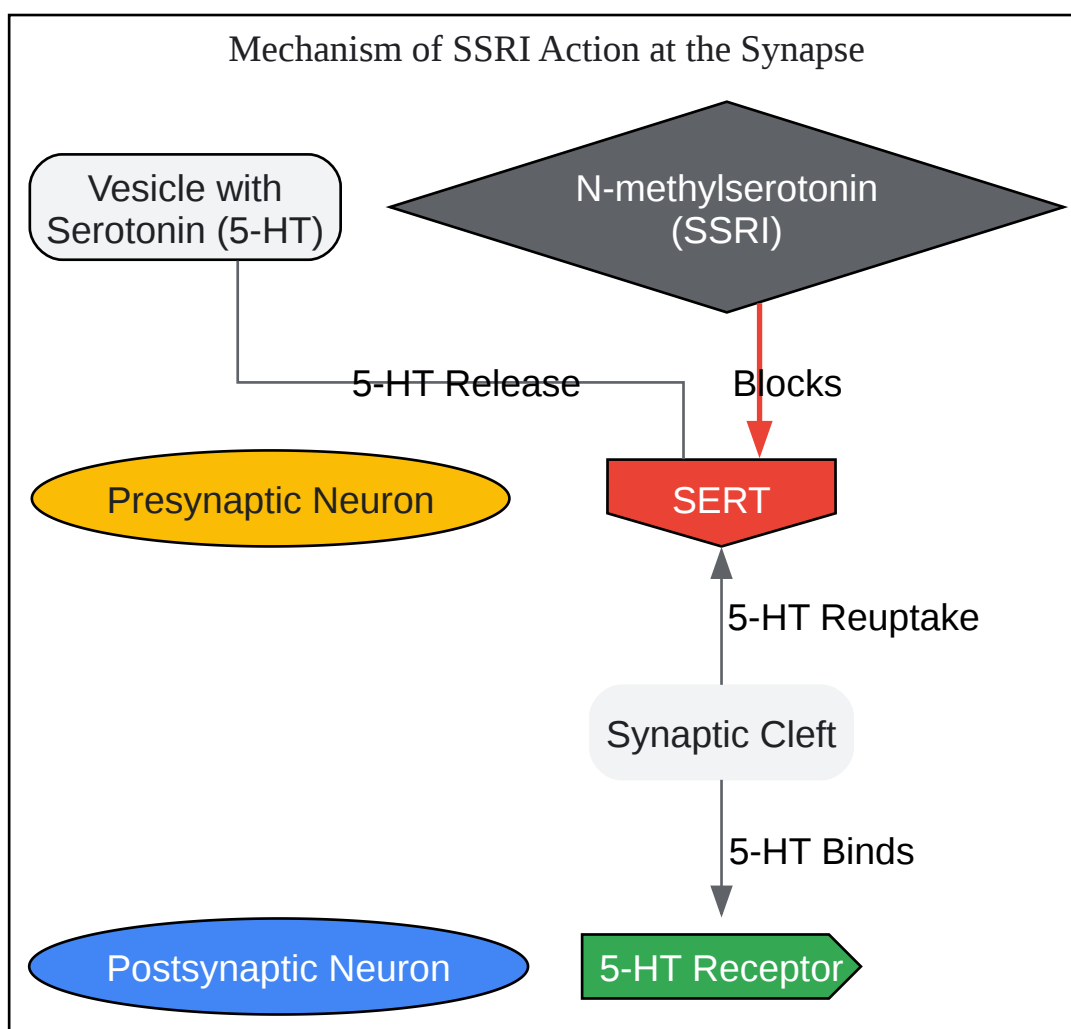 Mechanism of SSRI Action at the Synapse
Vesicle with
Serotonin (5-HT)
N-methylserotonin
(SSRI)
5-HT Release
Blocks
Presynaptic Neuron
SERT
5-HT Reuptake
Synaptic Cleft
5-HT Binds
Postsynaptic Neuron
5-HT Receptor